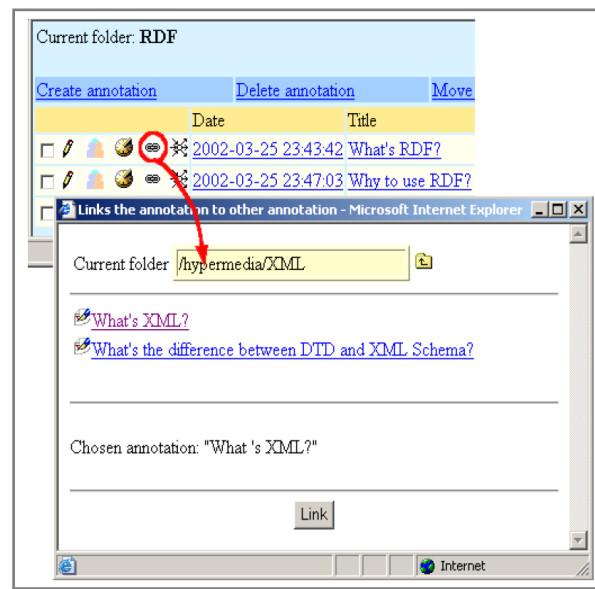 Current folder: RDF
Create annotation Delete annotation Move
Date Title
2002-03-25 23:43:42 What's RDF?
2002-03-25 23:47:03 Why to use RDF?
Links the annotation to other annotation - Microsoft Internet Explorer
Current folder /hypermedia/XML
What's XML?
What's the difference between DTD and XML Schema?
Chosen annotation: "What 's XML?"
Link
Internet